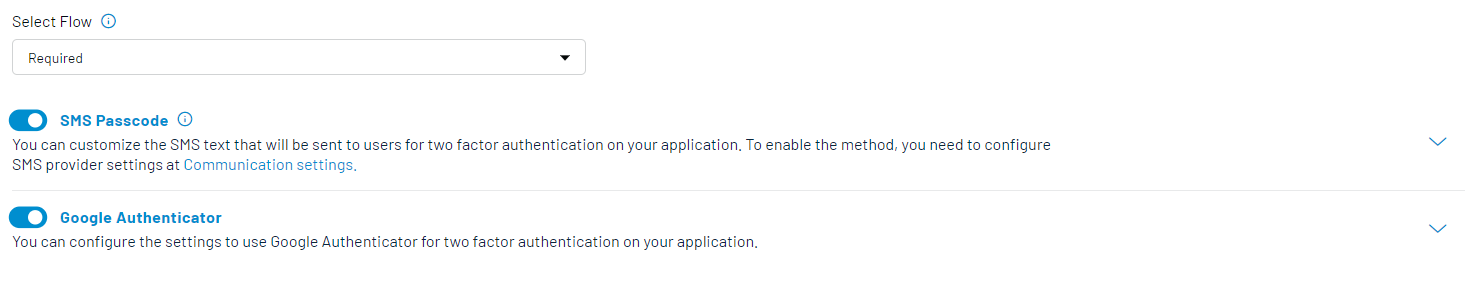 Select Flow
Required
SMS Passcode
You can customize the SMS text that will be sent to users for two factor authentication on your application. To enable the method, you need to configure
SMS provider settings at Communication settings.
Google Authenticator
You can configure the settings to use Google Authenticator for two factor authentication on your application.